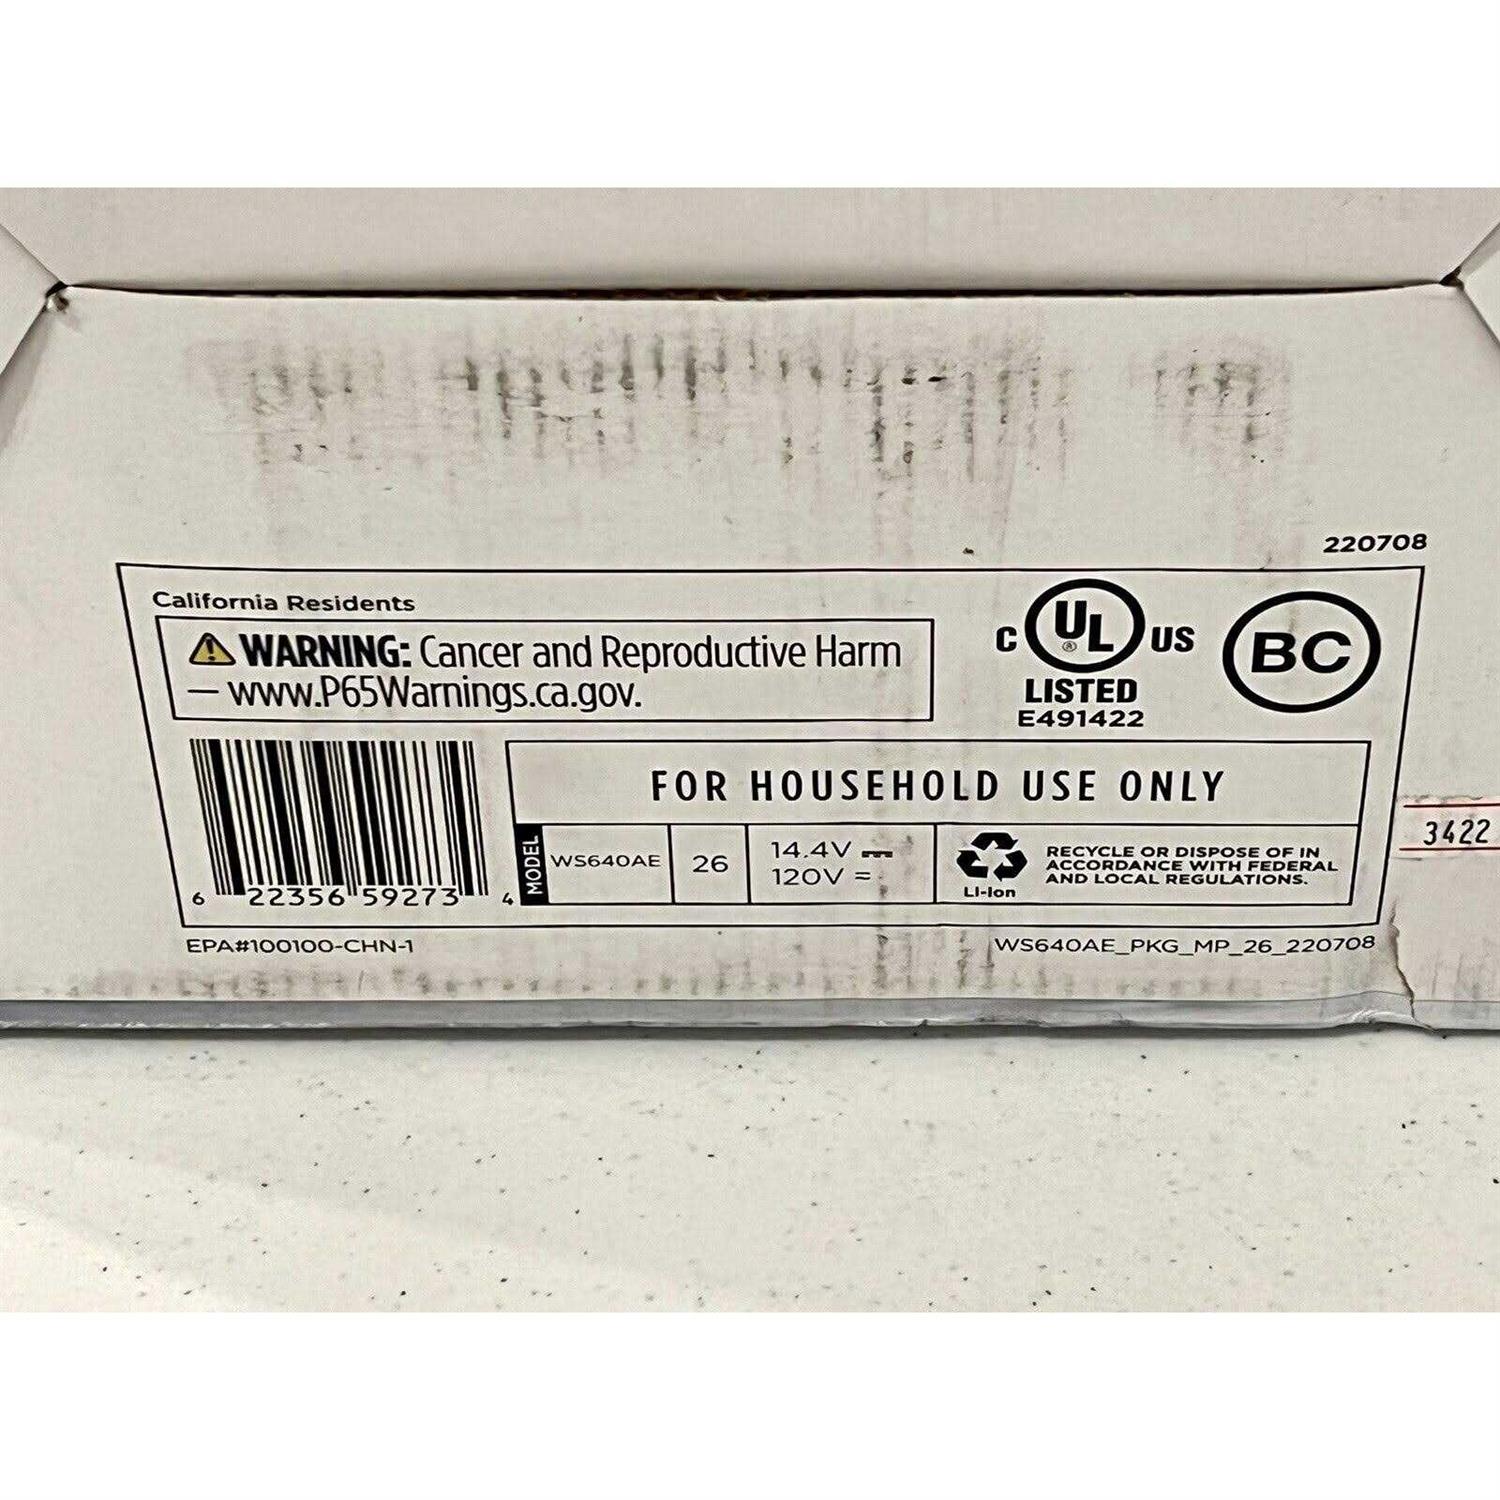 220708
California Residents
WARNING: Cancer and Reproductive Harm
— www.P65Warnings.ca.gov.
C UL ® US
LISTED
E491422
BC
6 22356 59273 4
FOR HOUSEHOLD USE ONLY
MODEL
WS640AE
26
14.4V
120V
LI-Ion
RECYCLE OR DISPOSE OF IN
ACCORDANCE WITH FEDERAL
AND LOCAL REGULATIONS.
3422
EPA#100100-CHN-1
WS640AE_PKG_MP_26_220708